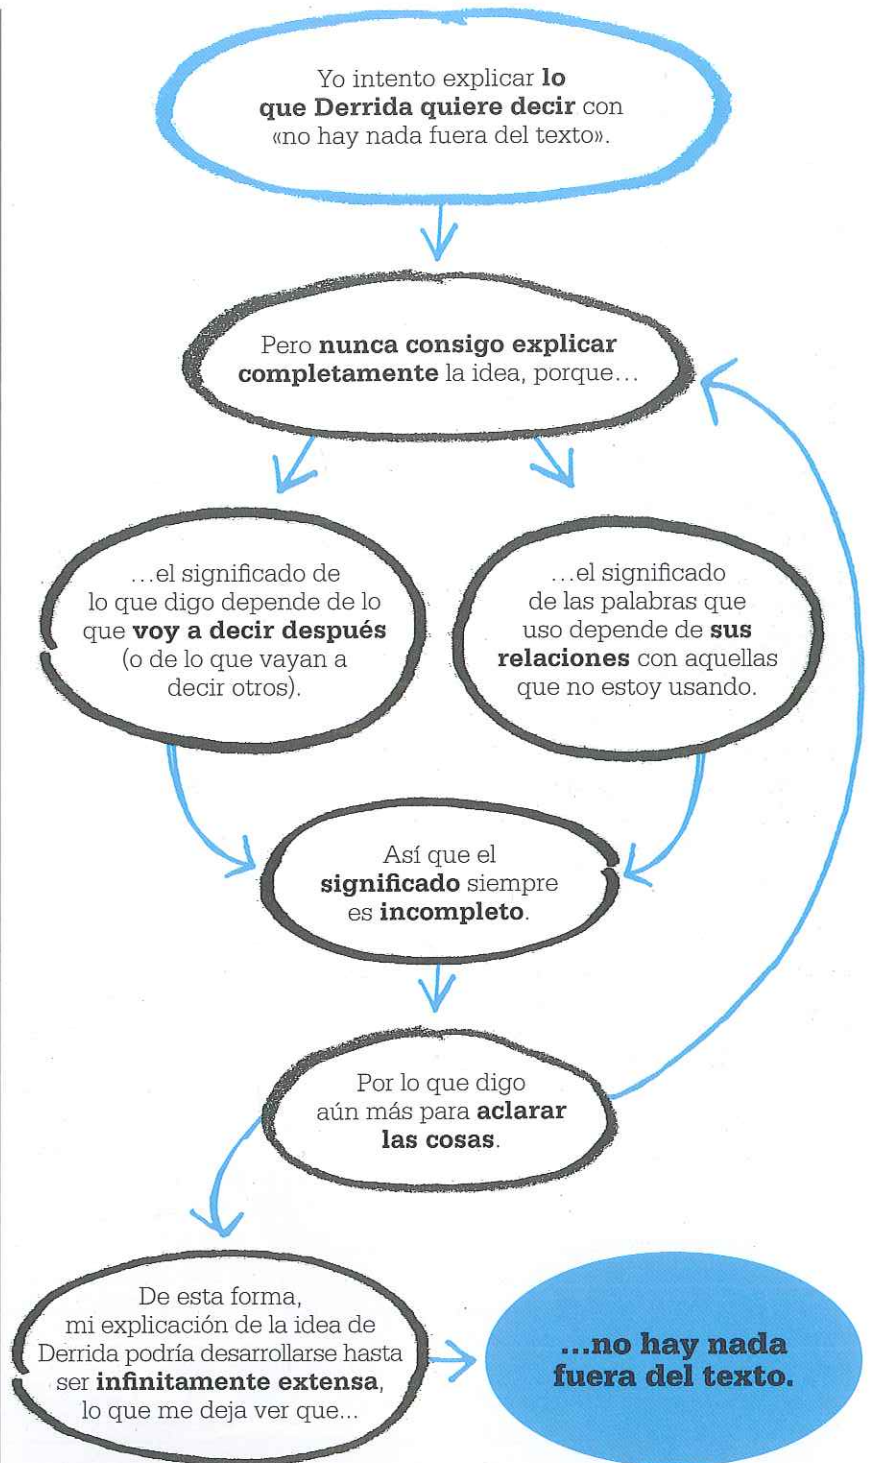 Yo intento explicar lo
que Derrida quiere decir con
«no hay nada fuera del texto».
Pero nunca consigo explicar
completamente la idea, porque…
…el significado de
lo que digo depende de lo
que voy a decir después
(o de lo que vayan a
decir otros).
…el significado
de las palabras que
uso depende de sus
relaciones con aquellas
que no estoy usando.
Así que el
significado siempre
es incompleto.
Por lo que digo
aún más para aclarar
las cosas.
De esta forma,
mi explicación de la idea de
Derrida podría desarrollarse hasta
ser infinitamente extensa,
lo que me deja ver que...
...no hay nada
fuera del texto.